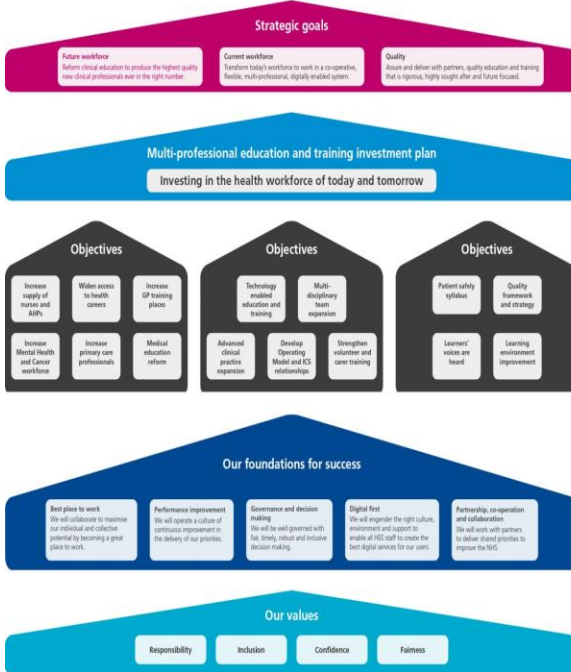 Strategic goals
Future workforce
Reform clinical education to produce the highest quality
new clinical professionals ever in the right number.
Current workforce
Transform today's workforce to work in a co-operative,
flexible, multi-professional, digitally enabled system.
Quality
Assure and deliver with partners, quality education and training
that is rigorous, highly sought after and future focused.
Multi-professional education and training investment plan
Investing in the health workforce of today and tomorrow
Objectives
Increase
supply of
nurses and
AHPs
Widen access
to health
careers
Increase
GP training
places
Increase
Mental Health
and Cancer
workforce
Increase
primary care
professionals
Medical
education
reform
Objectives
Technology
enabled
education and
training
Multi-
disciplinary
team
expansion
Advanced
clinical
practice
expansion
Develop
Operating
Model and ICS
relationships
Strengthen
volunteer and
carer training
Objectives
Patient safely
syllabus
Quality
framework
and strategy
Learners'
voices are
heard
Learning
environment
improvement
Our foundations for success
Best place to work
We will collaborate to maximise
our individual and collective
potential by becoming a great
place to work.
Performance improvement
We will operate a culture of
continuous improvement in
the delivery of our priorities.
Governance and decision
making
We will be well governed with
fair, timely, robust and inclusive
decision making.
Digital first
We will engender the right culture,
environment and support to
enable all HEE staff to create the
best digital services for our users.
Partnership, co-operation
and collaboration
We will work with partners
to deliver shared priorities to
improve the NHS.
Our values
Responsibility
Inclusion
Confidence
Fairness